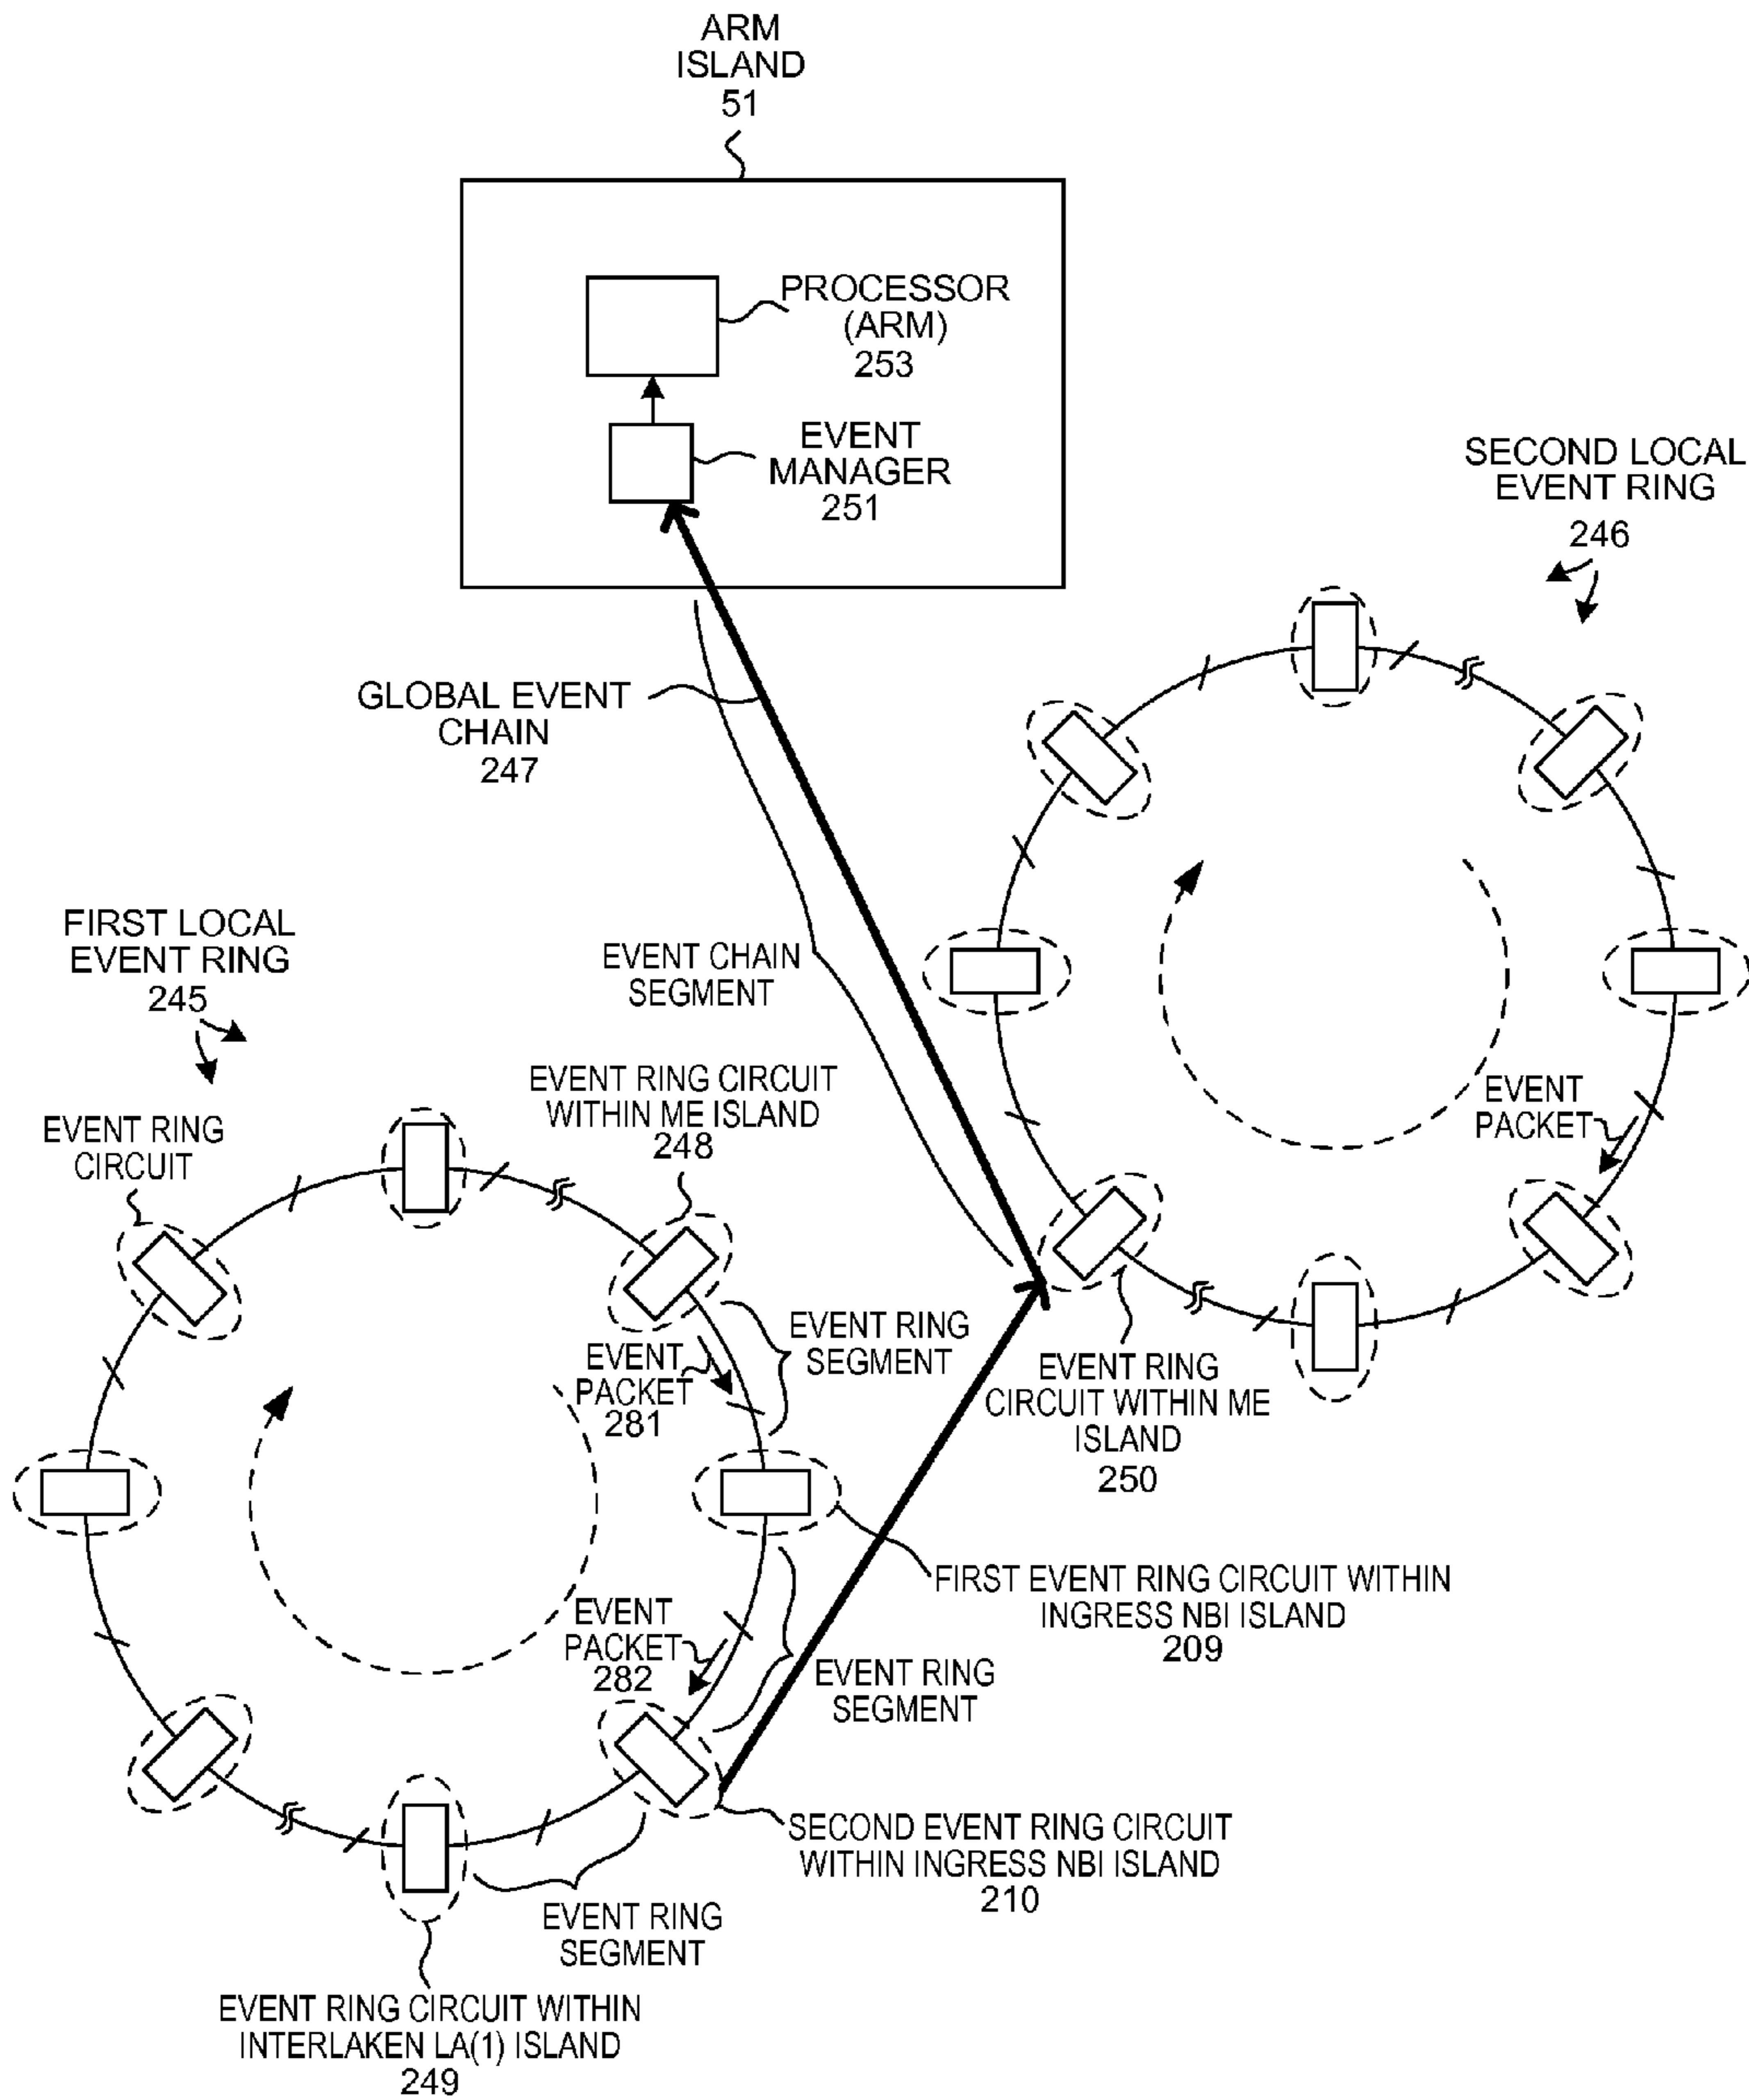 ARM
ISLAND
51
PROCESSOR
(ARM)
253
EVENT
MANAGER
251
SECOND LOCAL
EVENT RING
246
GLOBAL EVENT
CHAIN
247
FIRST LOCAL
EVENT RING
245
EVENT CHAIN
SEGMENT
EVENT RING CIRCUIT
WITHIN ME ISLAND
248
EVENT
PACKET
EVENT RING
CIRCUIT
EVENT RING
SEGMENT
EVENT
PACKET
281
EVENT RING
CIRCUIT WITHIN ME
ISLAND
250
FIRST EVENT RING CIRCUIT WITHIN
INGRESS NBI ISLAND
209
EVENT
PACKET
282
EVENT RING
SEGMENT
SECOND EVENT RING CIRCUIT
WITHIN INGRESS NBI ISLAND
210
EVENT RING
SEGMENT
EVENT RING CIRCUIT WITHIN
INTERLAKEN LA(1) ISLAND
249